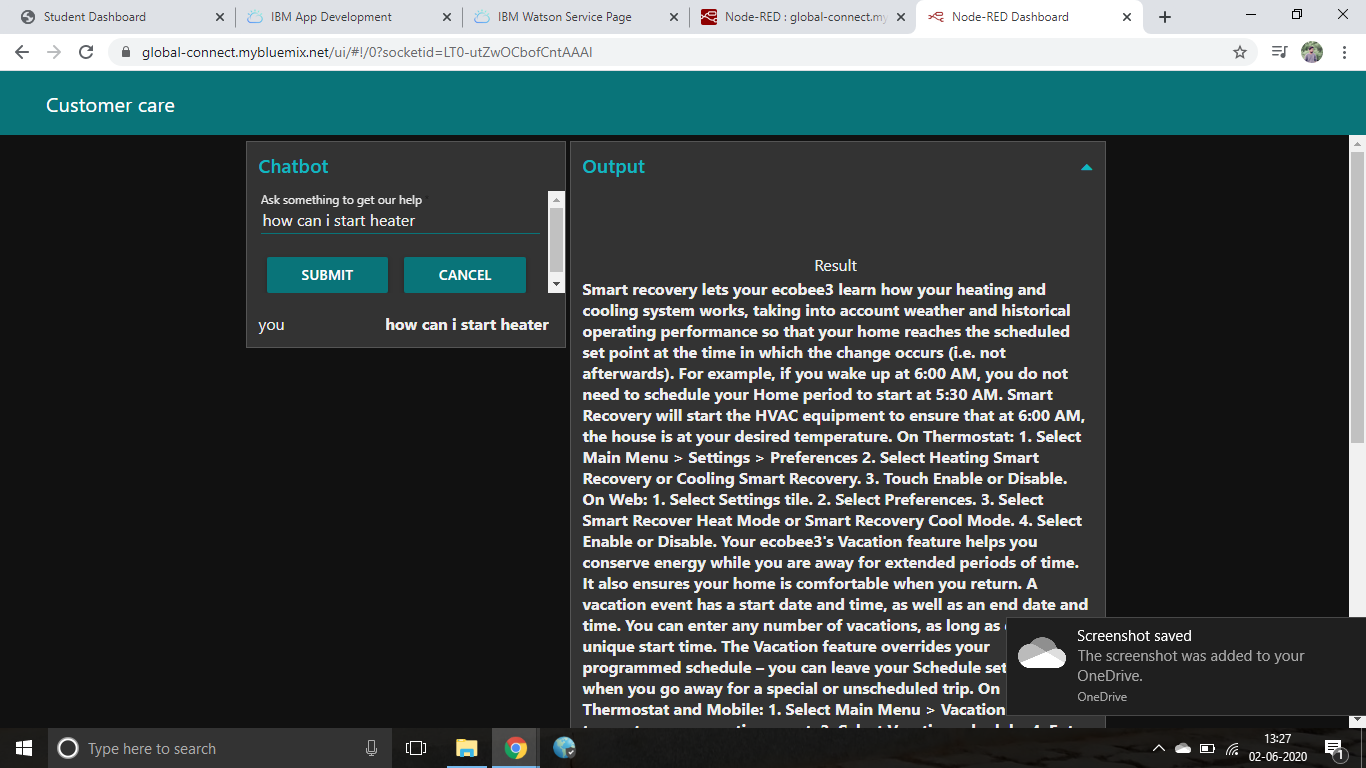 Student Dashboard
IBM App Development
IBM Watson Service Page
Node-RED : global-connect.my
Node-RED Dashboard
global-connect.mybluemix.net/ui/#!/0?socketid=LT0-utZwOCbofCntAAAI
Customer care
Chatbot
Ask something to get our help *
how can i start heater
SUBMIT
CANCEL
you
how can i start heater
Output
Result
Smart recovery lets your ecobee3 learn how your heating and
cooling system works, taking into account weather and historical
operating performance so that your home reaches the scheduled
set point at the time in which the change occurs (i.e. not
afterwards). For example, if you wake up at 6:00 AM, you do not
need to schedule your Home period to start at 5:30 AM. Smart
Recovery will start the HVAC equipment to ensure that at 6:00 AM,
the house is at your desired temperature. On Thermostat: 1. Select
Main Menu > Settings > Preferences 2. Select Heating Smart
Recovery or Cooling Smart Recovery. 3. Touch Enable or Disable.
On Web: 1. Select Settings tile. 2. Select Preferences. 3. Select
Smart Recover Heat Mode or Smart Recovery Cool Mode. 4. Select
Enable or Disable. Your ecobee3's Vacation feature helps you
conserve energy while you are away for extended periods of time.
It also ensures your home is comfortable when you return. A
vacation event has a start date and time, as well as an end date and
time. You can enter any number of vacations, as long as
unique start time. The Vacation feature overrides your
programmed schedule – you can leave your Schedule set
when you go away for a special or unscheduled trip. On
Thermostat and Mobile: 1. Select Main Menu > Vacation
Screenshot saved
The screenshot was added to your
OneDrive.
OneDrive
Type here to search
13:27
02-06-2020
1